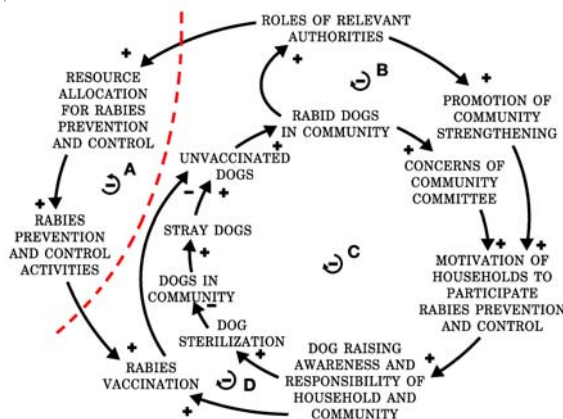 ROLES OF RELEVANT
AUTHORITIES
+
+
+
B
RESOURCE
ALLOCATION
FOR RABIES
PREVENTION
AND CONTROL
PROMOTION OF
COMMUNITY
STRENGTHENING
RABID DOGS
IN COMMUNITY
+
+
UNVACCINATED
DOGS
CONCERNS OF
COMMUNITY
COMMITTEE
A
-
+
+
RABIES
PREVENTION
AND CONTROL
ACTIVITIES
STRAY DOGS
+
C
+
+
MOTIVATION OF
HOUSEHOLDS TO
PARTICIPATE
RABIES PREVENTION
AND CONTROL
DOGS IN
COMMUNITY
-
DOG
STERILIZATION
+
DOG RAISING
AWARENESS AND
RESPONSIBILITY OF
HOUSEHOLD AND
COMMUNITY
+
+
RABIES
VACCINATION
D
+